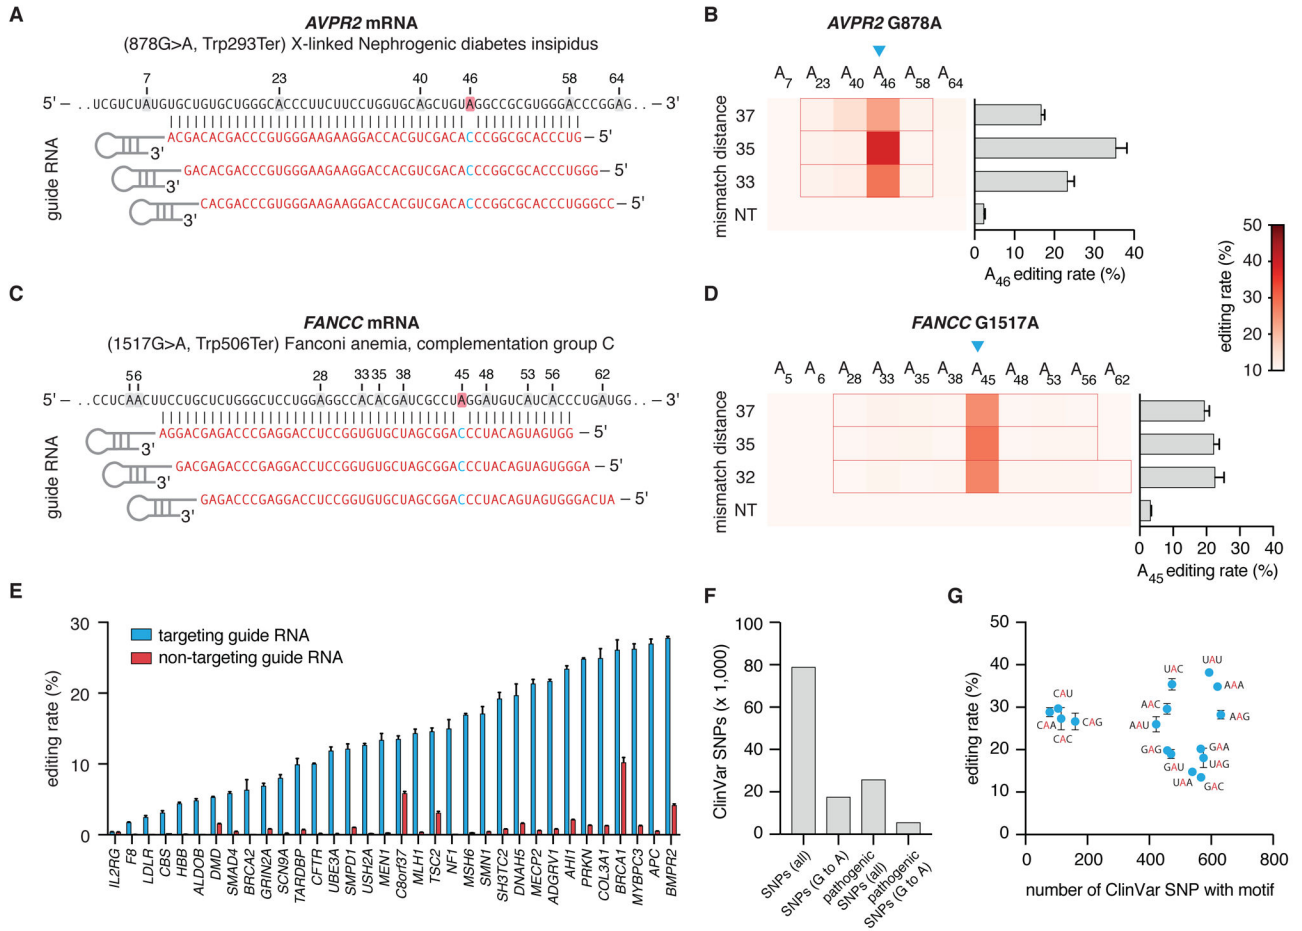 A
AVPR2 mRNA
(878G>A, Trp293Ter) X-linked Nephrogenic diabetes insipidus
7 23 40 46 58 64
5' – ..UCGUCUAUGUGCUGUGCUGGGCACCCUUCUUCCUGGUGCAGCUGUAGGCCGCGUGGGACCCGGAG.. – 3'
3' ACGACACGACCCGUGGGAAGAAGGACCACGUCGACACCCGGCGCACCCUG – 5'
3' GACACGACCCGUGGGAAGAAGGACCACGUCGACACCCGGCGCACCCUGGG – 5'
3' CACGACCCGUGGGAAGAAGGACCACGUCGACACCCGGCGCACCCUGGGCC – 5'
guide RNA
B
AVPR2 G878A
A7 A23 A40 A46 A58 A64
mismatch distance
37
35
33
NT
0 10 20 30 40
A46 editing rate (%)
editing rate (%)
50
40
30
20
10
C
FANCC mRNA
(1517G>A, Trp506Ter) Fanconi anemia, complementation group C
56 28 33 35 38 45 48 53 56 62
5' – ..CCUCAACUUCCUGCUCUGGGCUCCUGGAGGCCACACGAUCGCCUAGGAUGUCAUCACCCUGAUGG.. – 3'
3' AGGACGAGACCCGAGGACCUCCGGUGUGCUAGCGGACCCUACAGUAGUGG – 5'
3' GACGAGACCCGAGGACCUCCGGUGUGCUAGCGGACCCUACAGUAGUGGGA – 5'
3' GAGACCCGAGGACCUCCGGUGUGCUAGCGGACCCUACAGUAGUGGGACUA – 5'
guide RNA
D
FANCC G1517A
A5 A6 A28 A33 A35 A38 A45 A48 A53 A56 A62
mismatch distance
37
35
32
NT
0 10 20 30 40
A45 editing rate (%)
E
editing rate (%)
30
20
10
0
targeting guide RNA
non-targeting guide RNA
IL2RG F8 LDLR CBS HBB ALDOB DMD SMAD4 BRCA2 GRIN2A SCN9A TARDBP CFTR UBE3A SMPD1 USH2A MEN1 C8orf37 MLH1 TSC2 NF1 MSH6 SMN1 SH3TC2 DNAH5 MECP2 ADGRV1 AHI1 PRKN COL3A1 BRCA1 MYBPC3 APC BMPR2
F
ClinVar SNPs (x 1,000)
100
80
60
40
20
0
SNPs (all)
SNPs (G to A)
pathogenic SNPs (all)
pathogenic SNPs (G to A)
G
editing rate (%)
50
40
30
20
10
0
UAC UAU
AAA
CAU AAC
AAG
CAA CAG AAU
CAC
GAG GAA
GAU UAG
UAA GAC
0 200 400 600 800
number of ClinVar SNP with motif